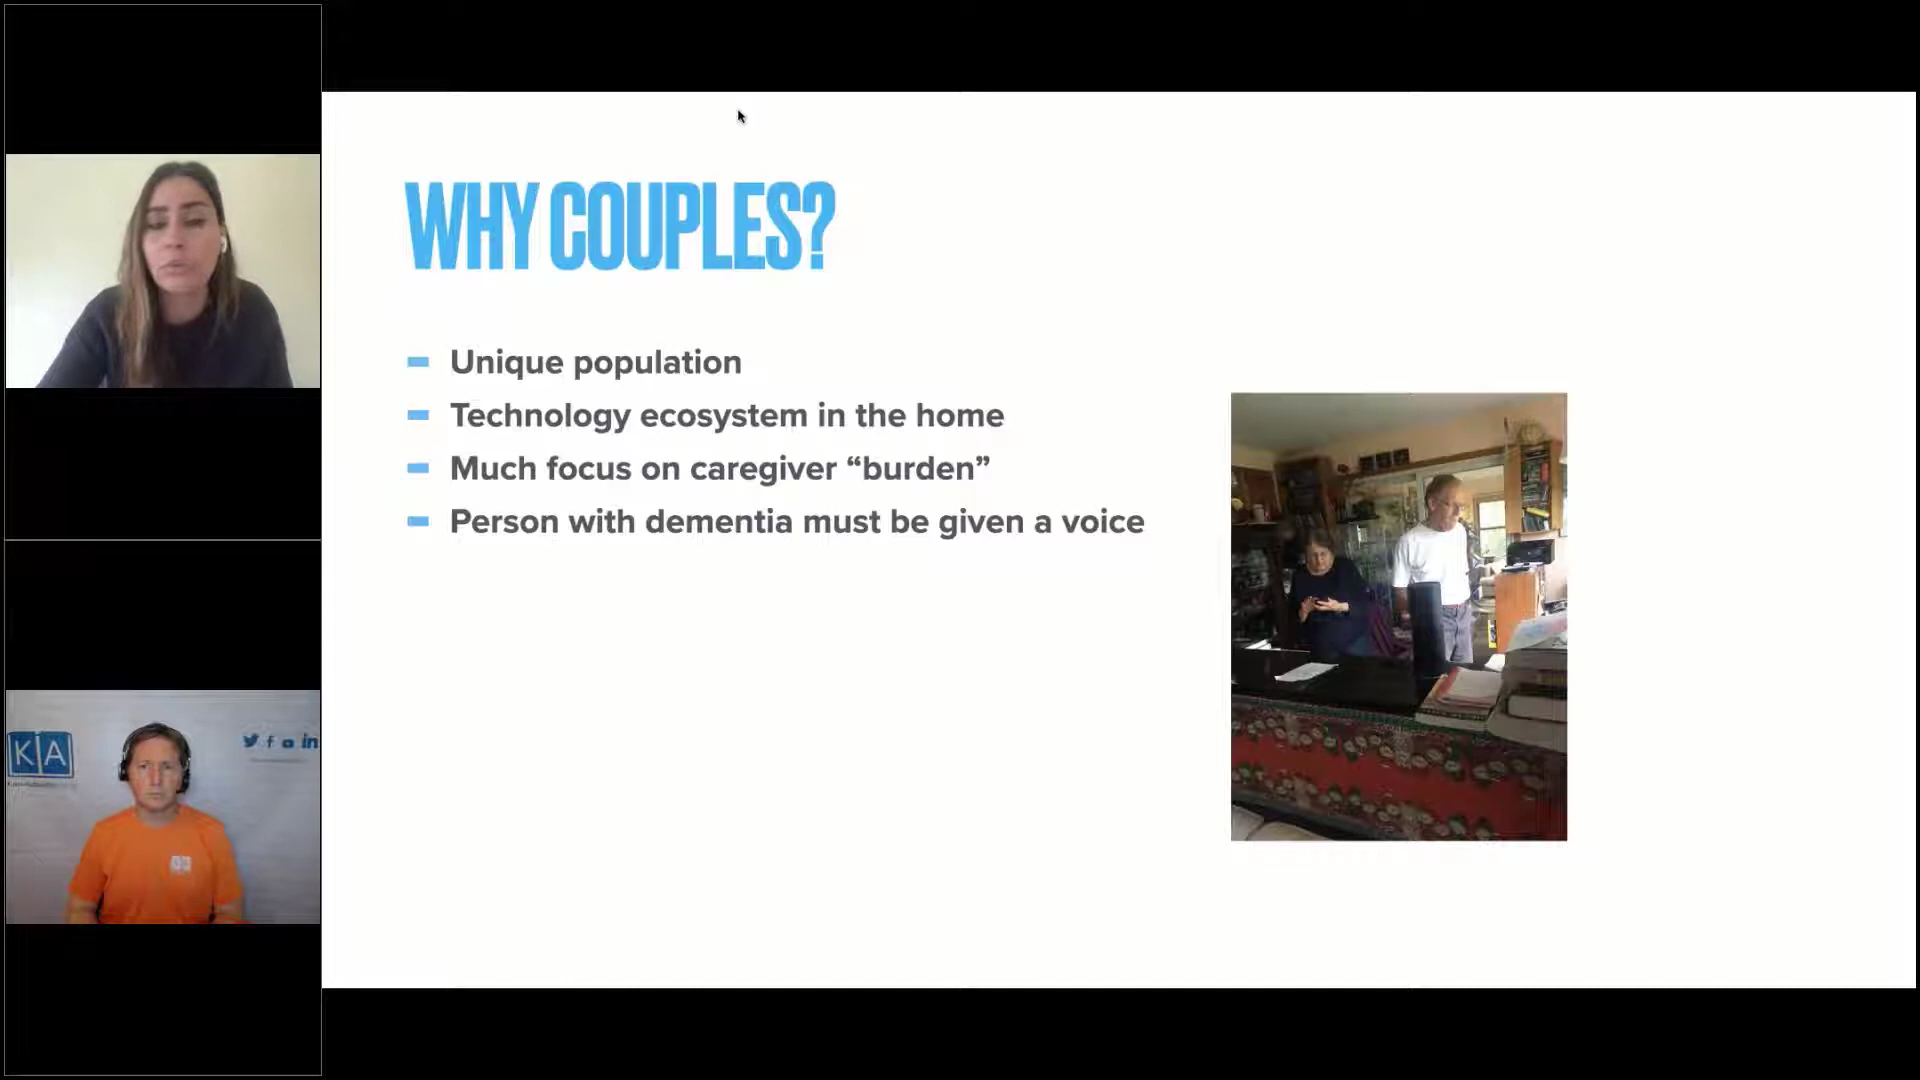 WHY COUPLES?
Unique population
Technology ecosystem in the home
Much focus on caregiver “burden”
Person with dementia must be given a voice
KA